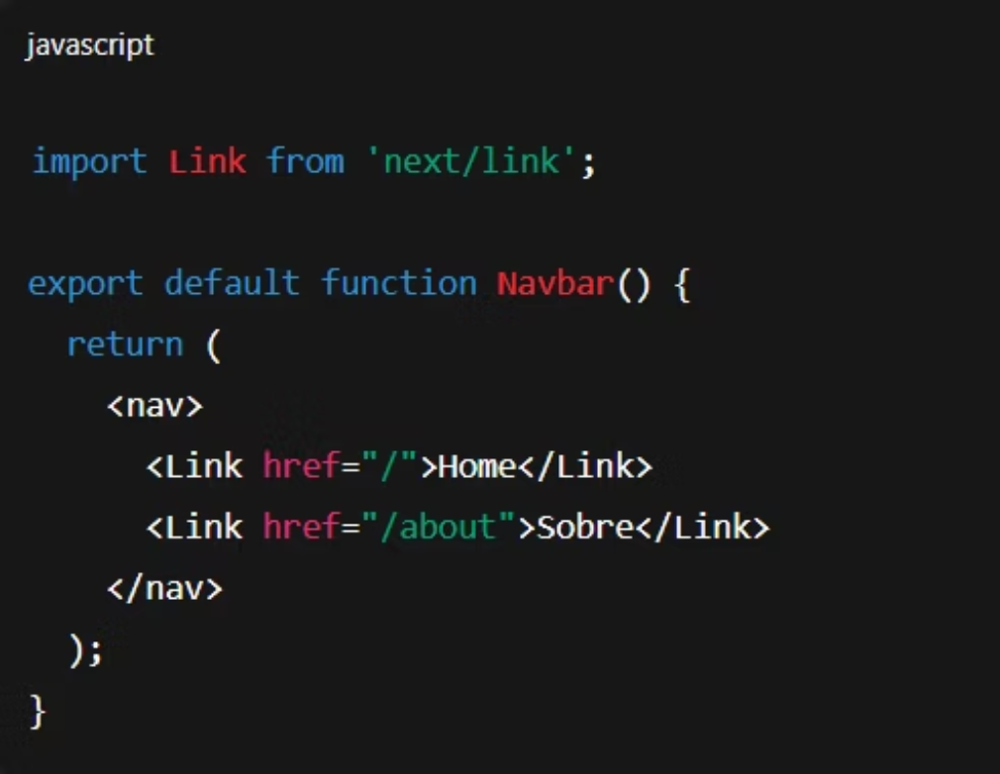 javascript
import Link from 'next/link';
export default function Navbar() {
  return (
    <nav>
      <Link href="/">Home</Link>
      <Link href="/about">Sobre</Link>
    </nav>
  );
}